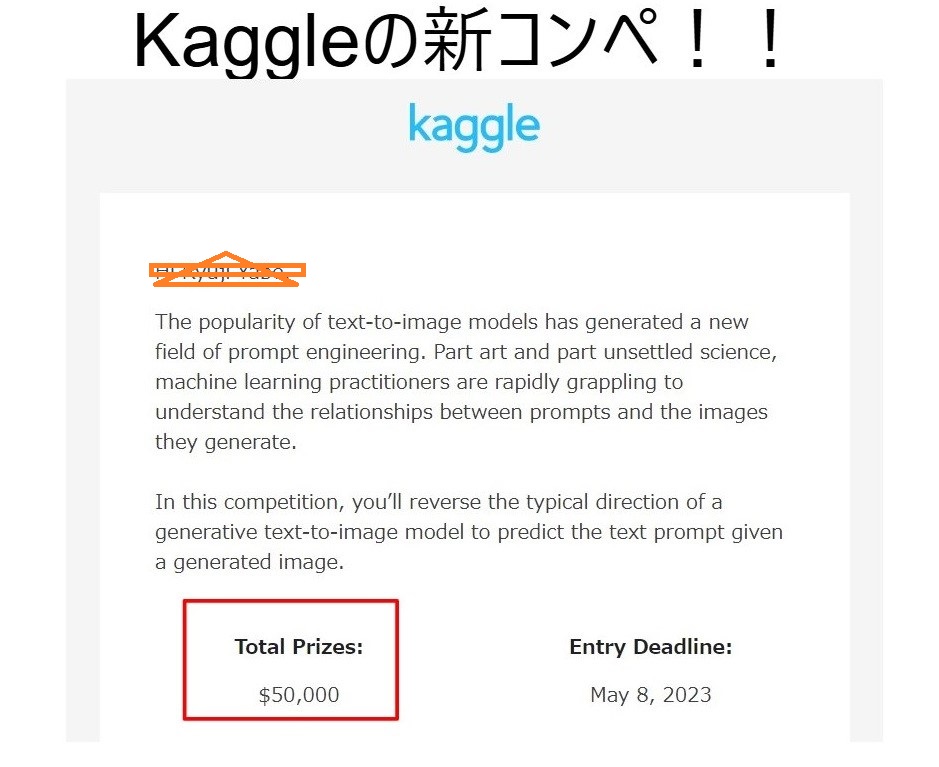 Kaggleの新コンペ！！
kaggle
The popularity of text-to-image models has generated a new
field of prompt engineering. Part art and part unsettled science,
machine learning practitioners are rapidly grappling to
understand the relationships between prompts and the images
they generate.
In this competition, you’ll reverse the typical direction of a
generative text-to-image model to predict the text prompt given
a generated image.
Total Prizes:
Entry Deadline:
$50,000
May 8, 2023